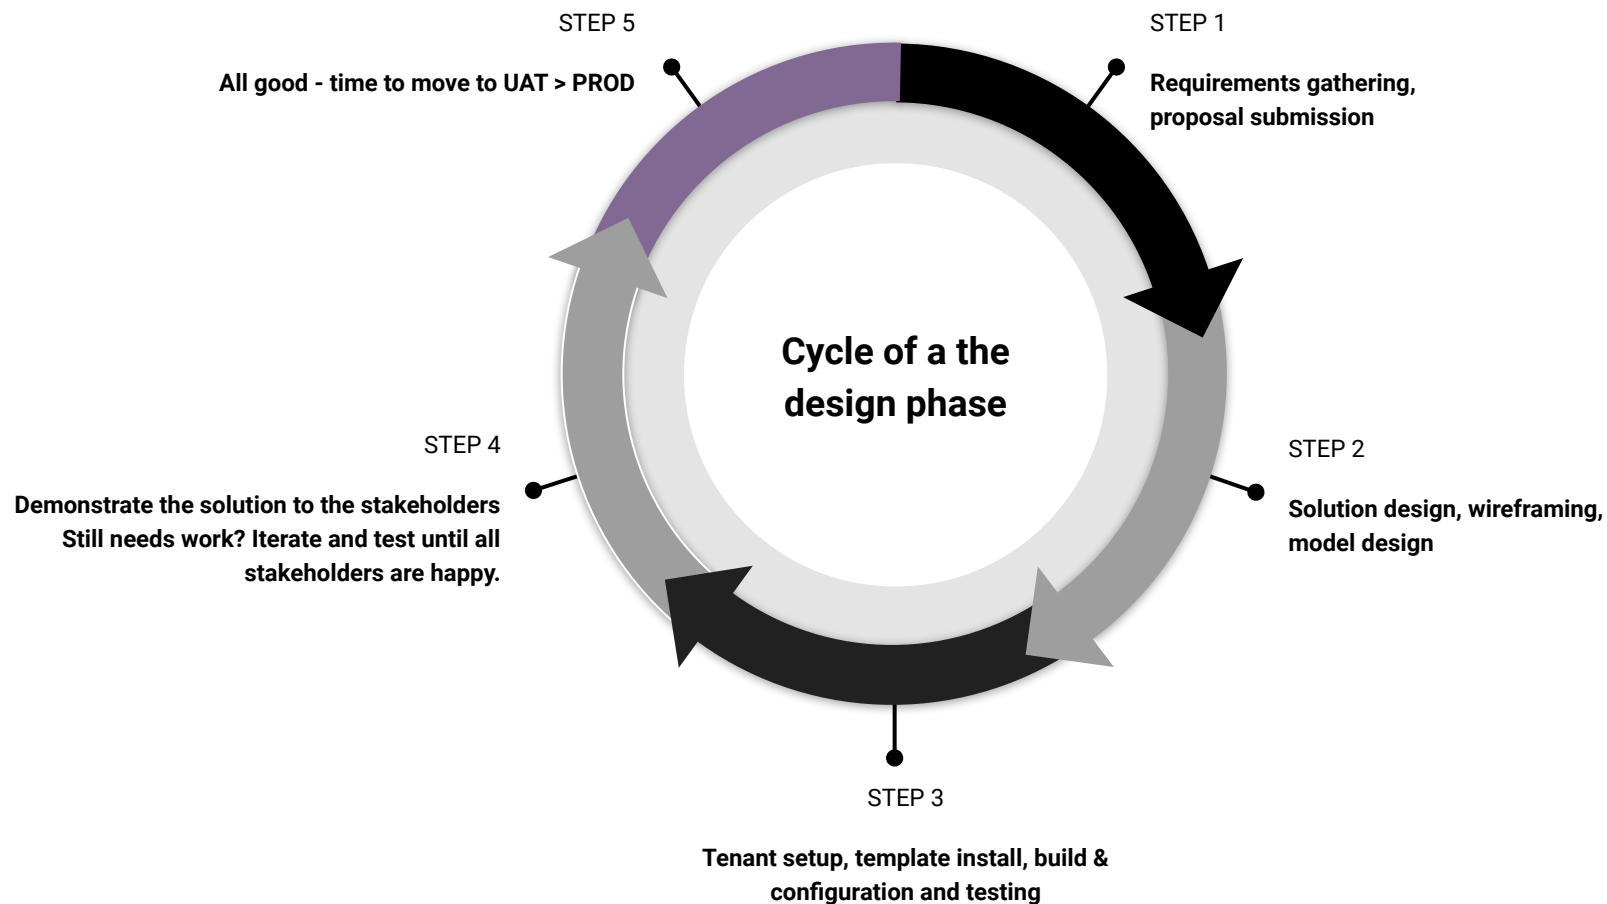 STEP 1
Requirements gathering,
proposal submission
STEP 2
Solution design, wireframing,
model design
STEP 3
Tenant setup, template install, build &
configuration and testing
STEP 4
Demonstrate the solution to the stakeholders
Still needs work? Iterate and test until all
stakeholders are happy.
STEP 5
All good - time to move to UAT > PROD
Cycle of a the
design phase